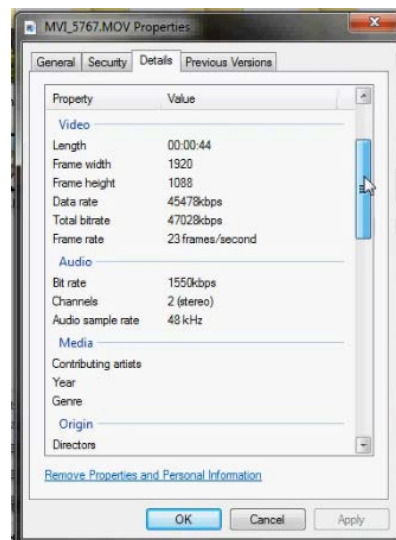 MVI_5767.MOV Properties
General Security Details Previous Versions
Property Value
Video
Length 00:00:44
Frame width 1920
Frame height 1088
Data rate 45478kbps
Total bitrate 47028kbps
Frame rate 23 frames/second
Audio
Bit rate 1550kbps
Channels 2 (stereo)
Audio sample rate 48 kHz
Media
Contributing artists
Year
Genre
Origin
Directors
Remove Properties and Personal Information
OK Cancel Apply